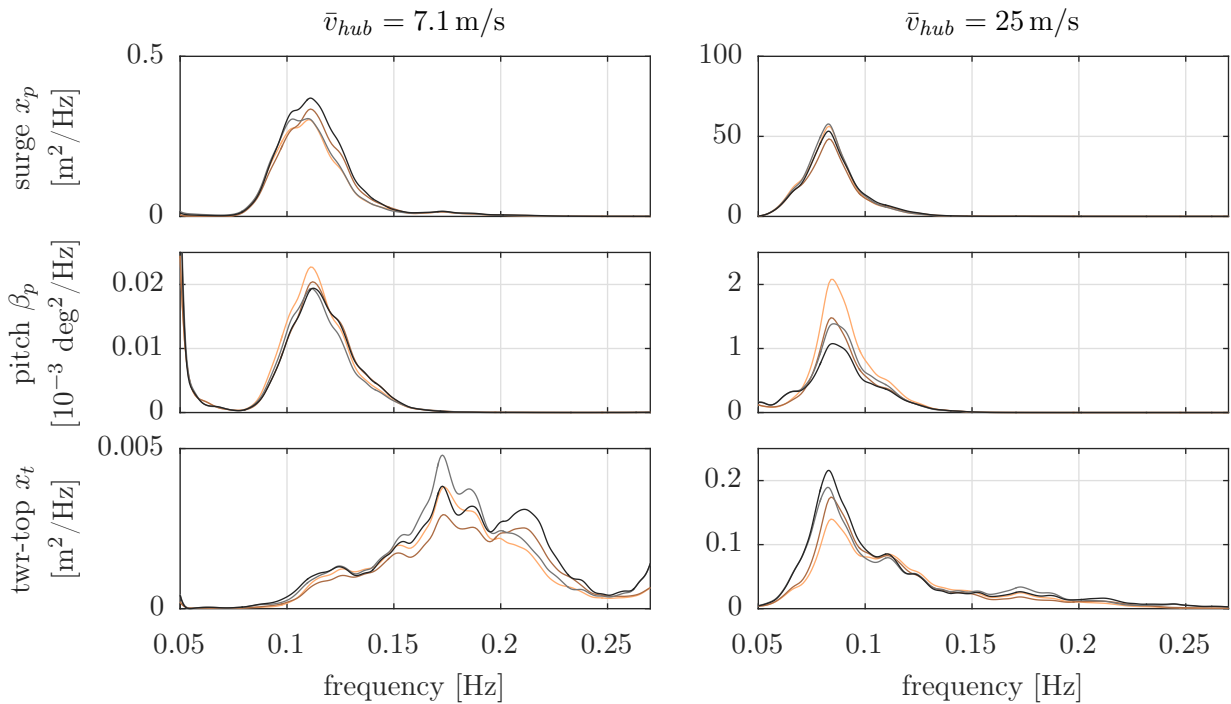 v̄_hub = 7.1 m/s
v̄_hub = 25 m/s
surge x_p
[m²/Hz]
0.5
0
100
50
0
pitch β_p
[10⁻³ deg²/Hz]
0.02
0.01
0
2
1
0
twr-top x_t
[m²/Hz]
0.005
0
0.2
0.1
0
0.05 0.1 0.15 0.2 0.25
0.05 0.1 0.15 0.2 0.25
frequency [Hz]
frequency [Hz]